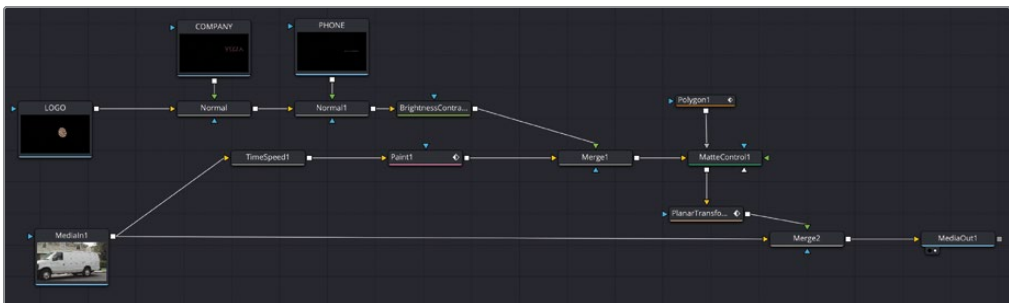 COMPANY
PHONE
LOGO
Normal
Normal1
BrightnessContra...
Polygon1
TimeSpeed1
Paint1
Merge1
MatteControl1
PlanarTransfo...
MediaIn1
Merge2
MediaOut1